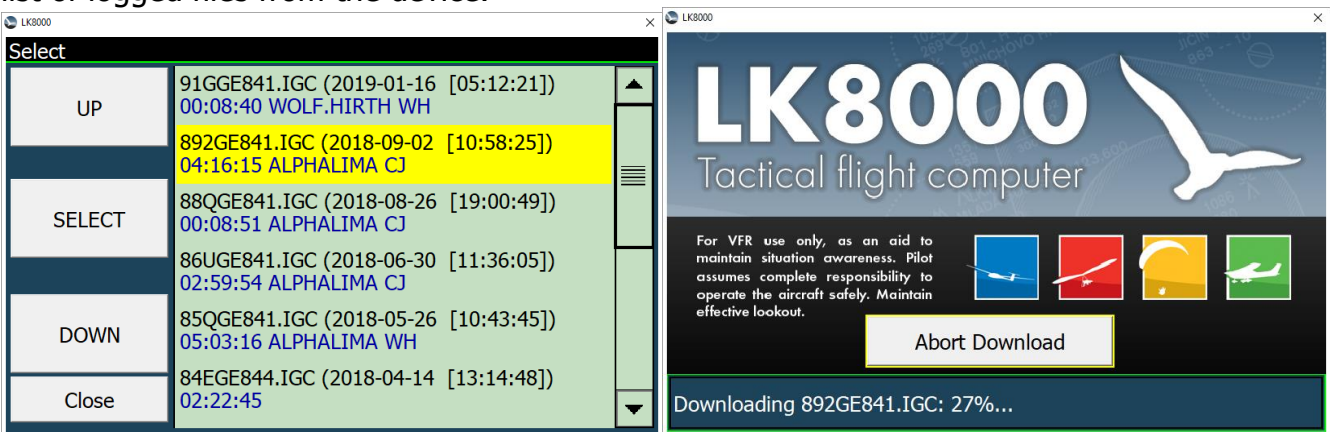 list of logged files from the device.
LK8000
Select
UP
SELECT
DOWN
Close
91GGE841.IGC (2019-01-16 [05:12:21])
00:08:40 WOLF.HIRTH WH
892GE841.IGC (2018-09-02 [10:58:25])
04:16:15 ALPHALIMA CJ
88QGE841.IGC (2018-08-26 [19:00:49])
00:08:51 ALPHALIMA CJ
86UGE841.IGC (2018-06-30 [11:36:05])
02:59:54 ALPHALIMA CJ
85QGE841.IGC (2018-05-26 [10:43:45])
05:03:16 ALPHALIMA WH
84EGE844.IGC (2018-04-14 [13:14:48])
02:22:45
LK8000
LK8000
Tactical flight computer
For VFR use only, as an aid to
maintain situation awareness. Pilot
assumes complete responsibility to
operate the aircraft safely. Maintain
effective lookout.
Abort Download
Downloading 892GE841.IGC: 27%...